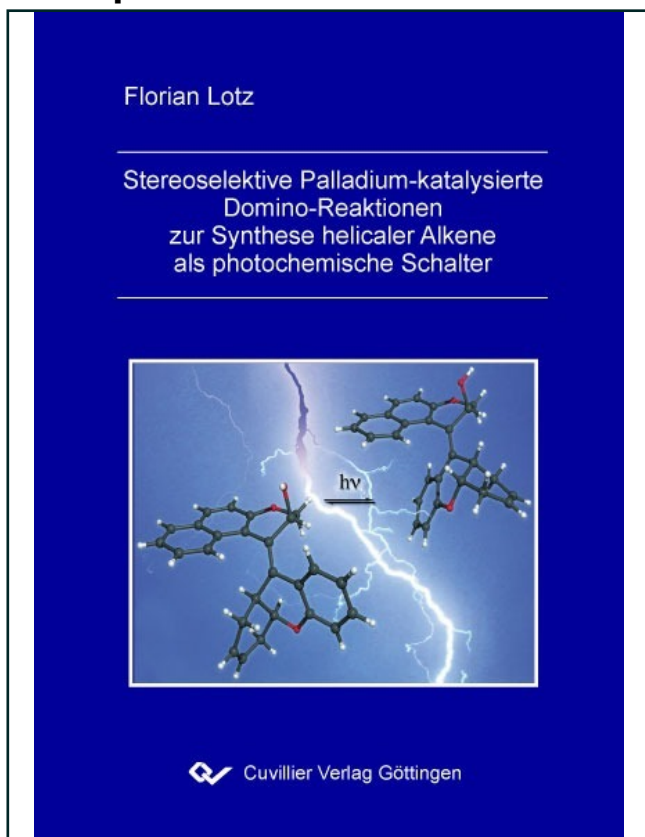 Florian Lotz
Stereoselektive Palladium-katalysierte
Domino-Reaktionen
zur Synthese helicaler Alkene
als photochemische Schalter
hν
Cuvillier Verlag Göttingen